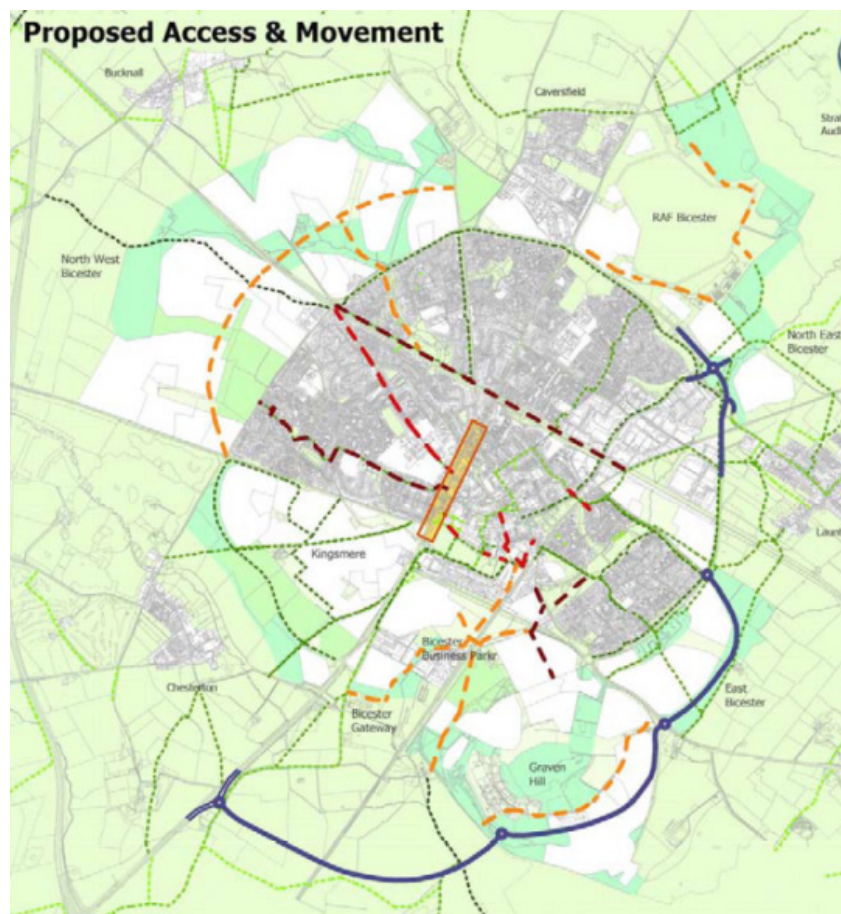 Proposed Access & Movement
Bucknall
Caversfield
RAF Bicester
North West
Bicester
North East
Bicester
Kingsmere
Bicester
Business Park
Chesterton
Bicester
Gateway
East
Bicester
Graven
Hill